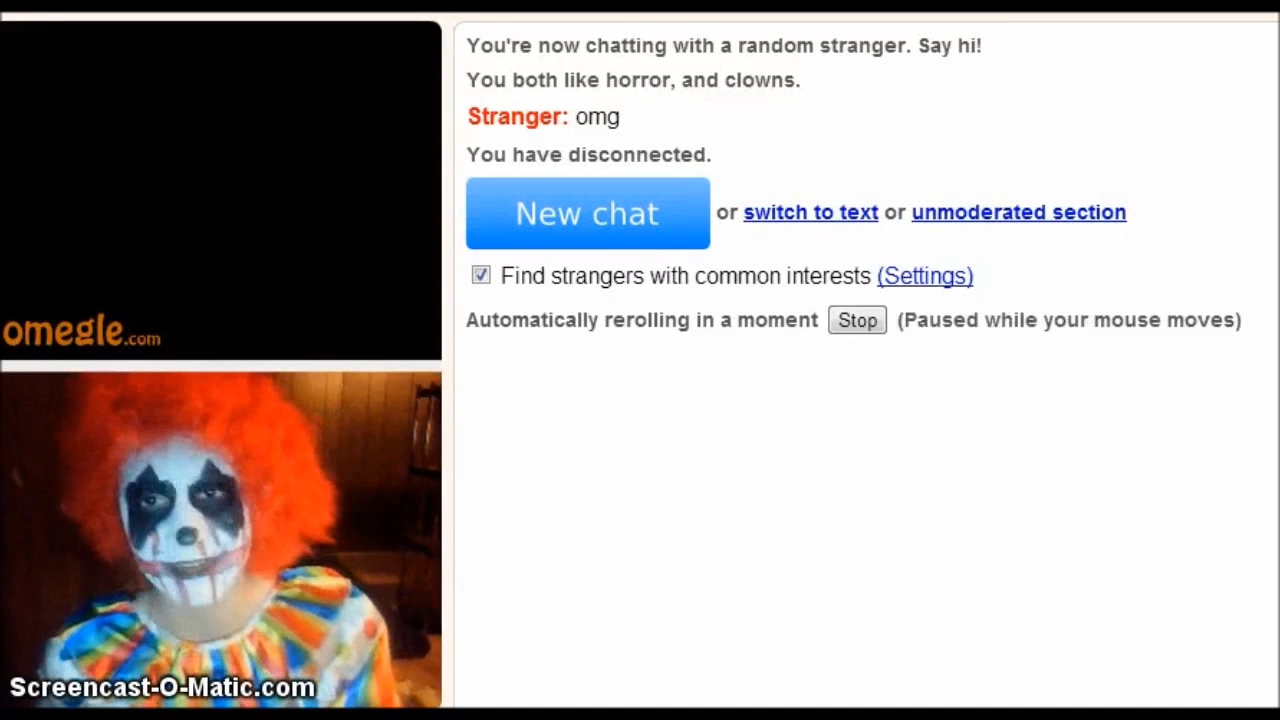 You're now chatting with a random stranger. Say hi!
You both like horror, and clowns.
Stranger: omg
You have disconnected.
New chat or switch to text or unmoderated section
Find strangers with common interests (Settings)
Automatically rerolling in a moment Stop (Paused while your mouse moves)
omegle.com
Screencast-O-Matic.com